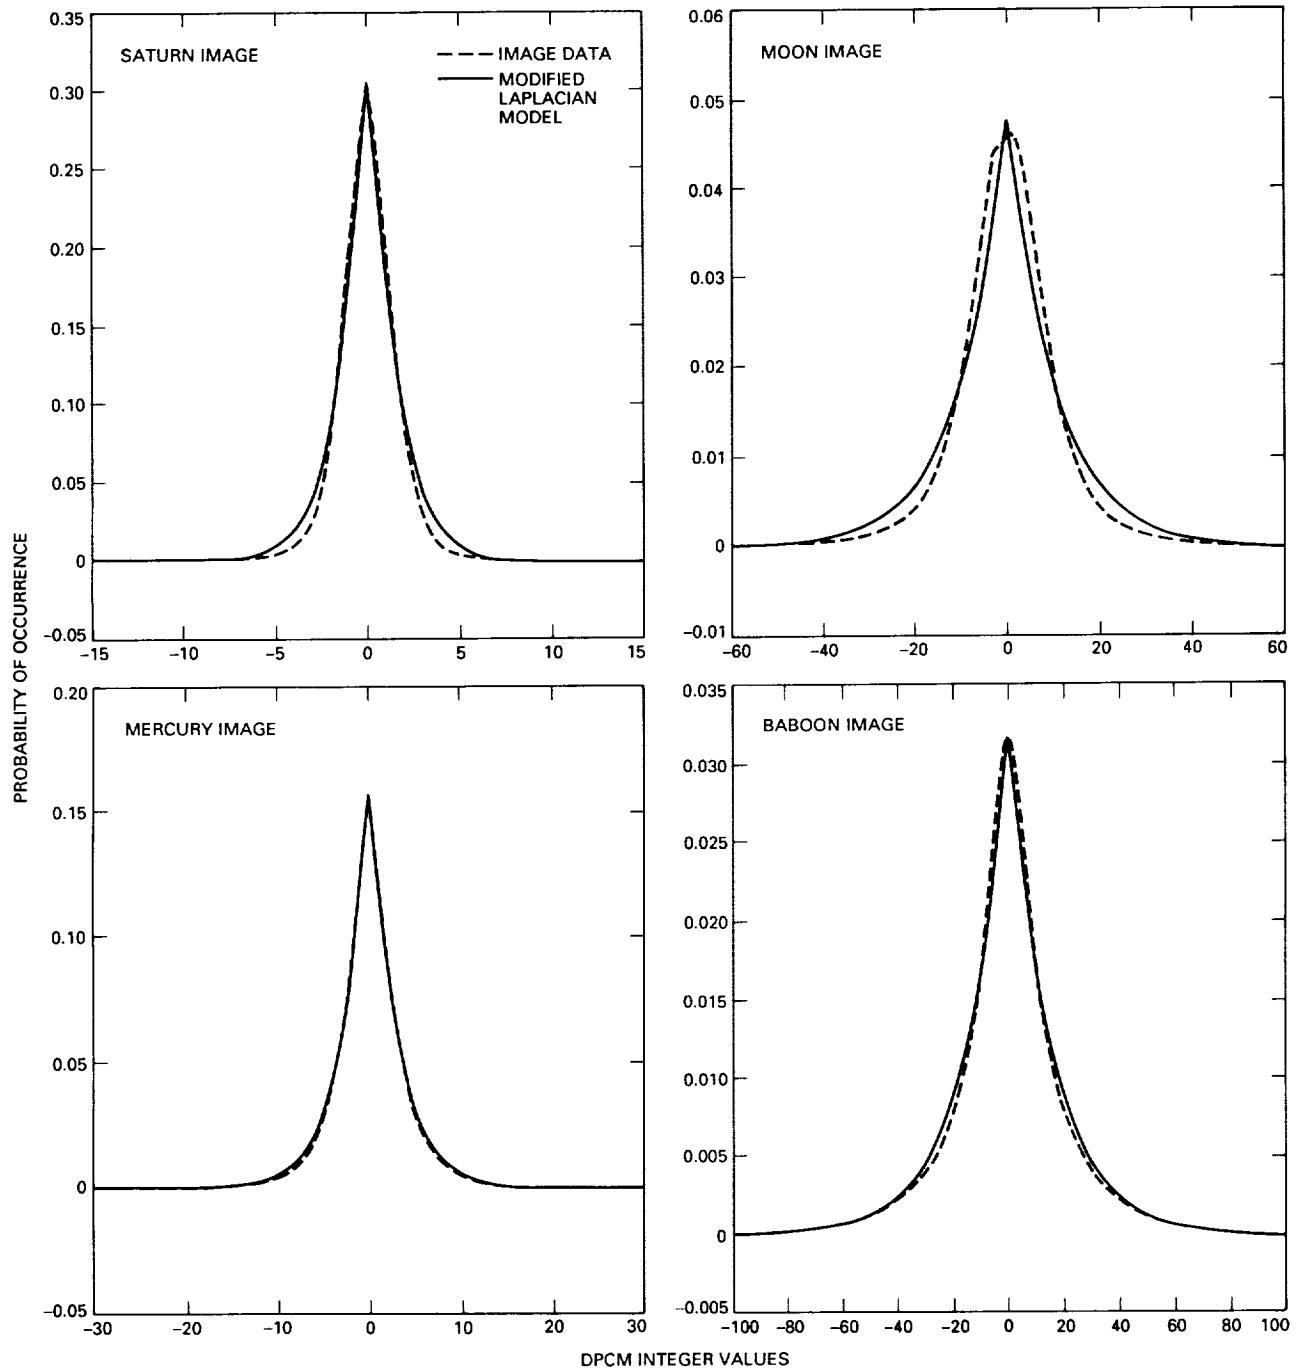 PROBABILITY OF OCCURRENCE
SATURN IMAGE
IMAGE DATA
MODIFIED
LAPLACIAN
MODEL
0.35
0.30
0.25
0.20
0.15
0.10
0.05
0
−0.05
−15 −10 −5 0 5 10 15
MOON IMAGE
0.06
0.05
0.04
0.03
0.02
0.01
0
−0.01
−60 −40 −20 0 20 40 60
MERCURY IMAGE
0.20
0.15
0.10
0.05
0
−0.05
−30 −20 −10 0 10 20 30
BABOON IMAGE
0.035
0.030
0.025
0.020
0.015
0.010
0.005
0
−0.005
−100 −80 −60 −40 −20 0 20 40 60 80 100
DPCM INTEGER VALUES